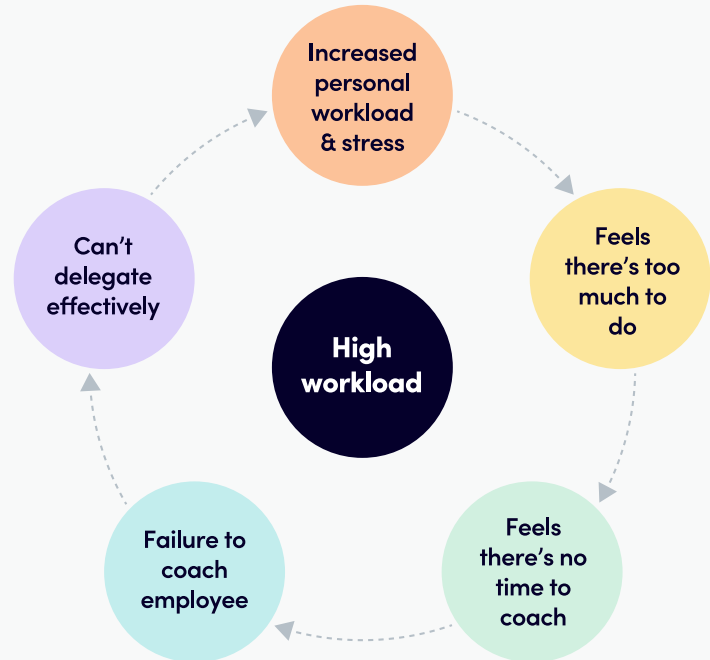 Increased
personal
workload
& stress
Feels
there's too
much to
do
Feels
there's no
time to
coach
Failure to
coach
employee
Can't
delegate
effectively
High
workload